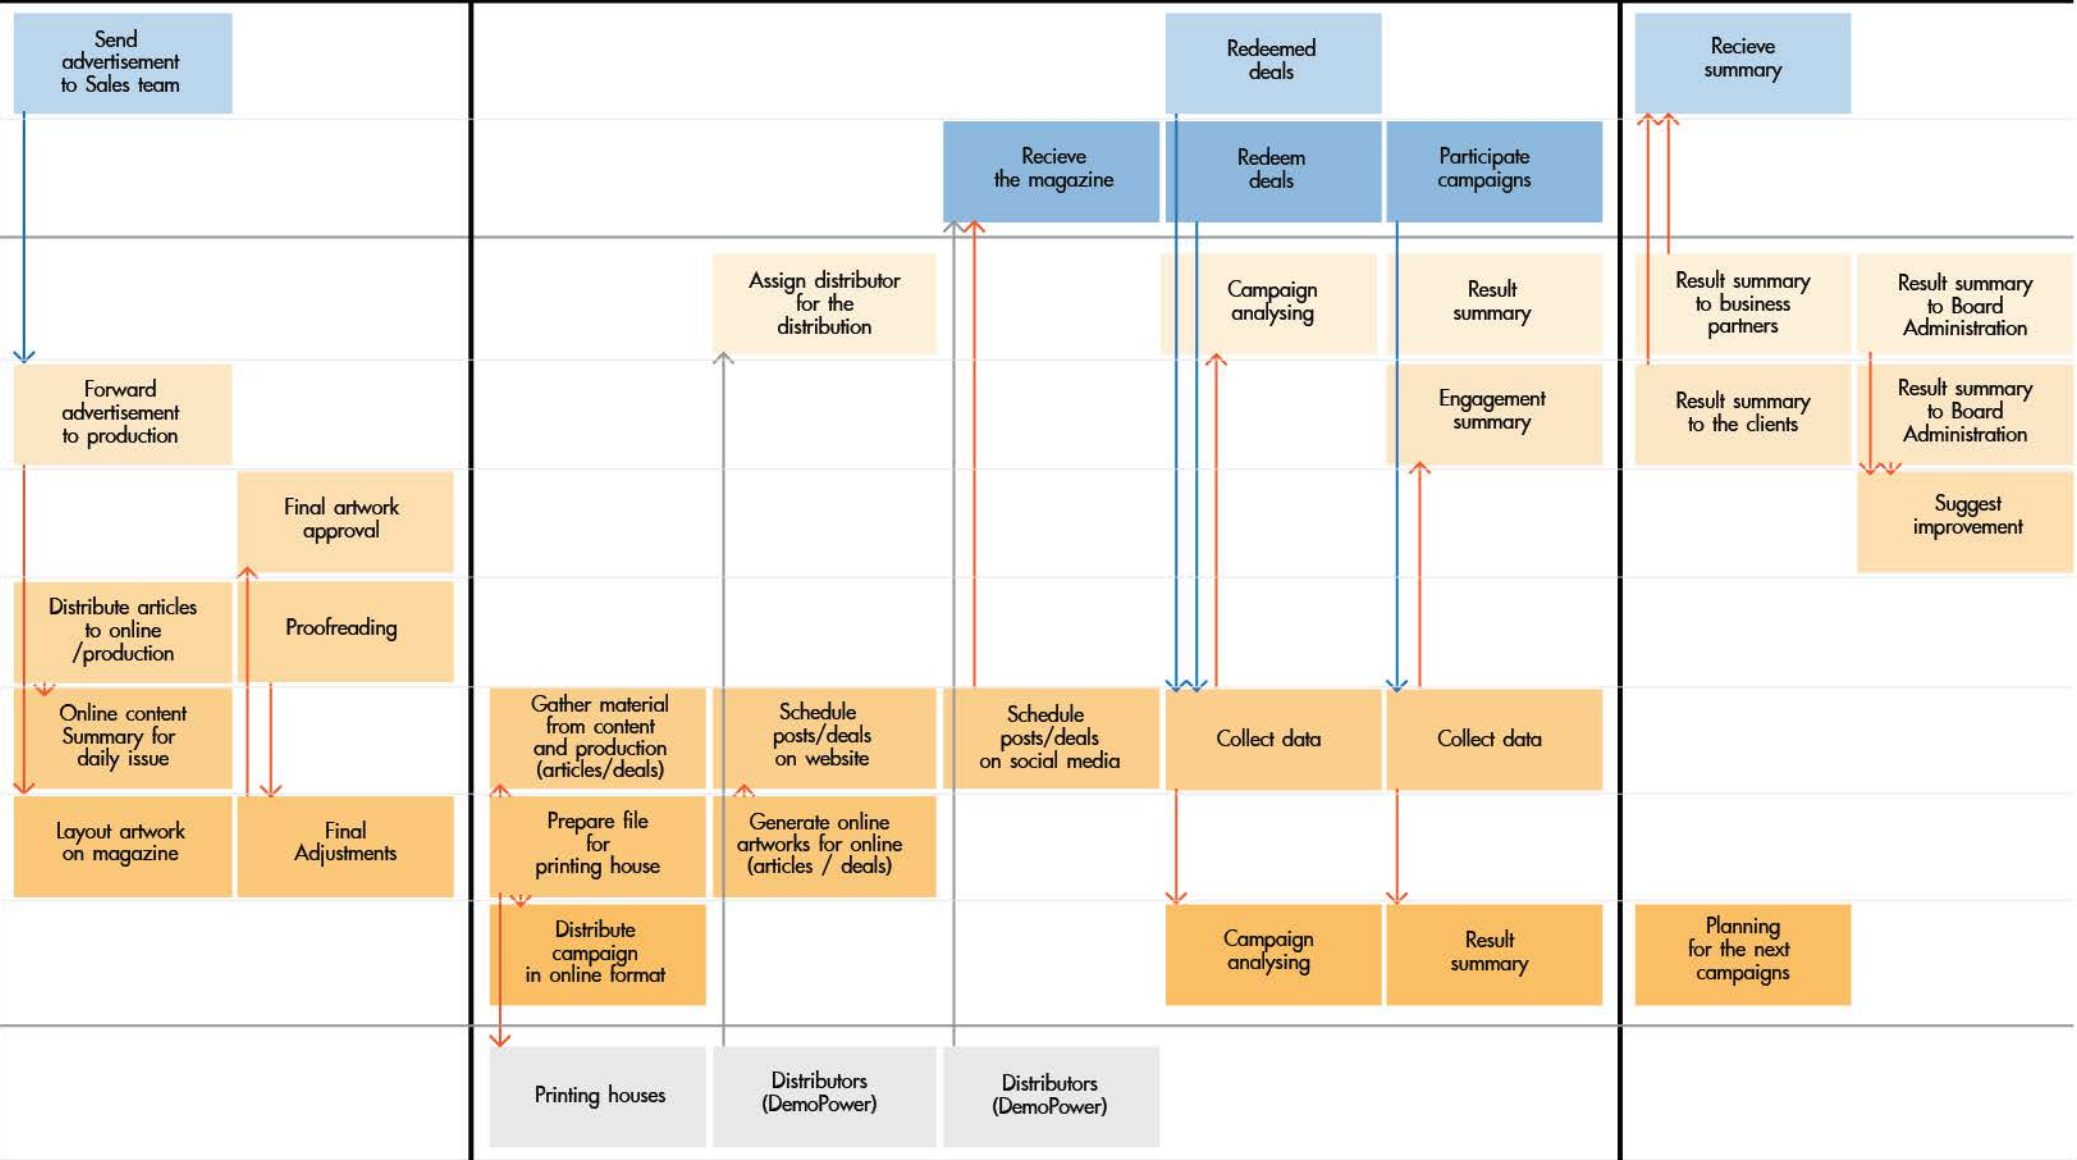 Send
advertisement
to Sales team
Redeemed
deals
Recieve
summary
Recieve
the magazine
Redeem
deals
Participate
campaigns
Assign distributor
for the
distribution
Campaign
analysing
Result
summary
Result summary
to business
partners
Result summary
to Board
Administration
Forward
advertisement
to production
Engagement
summary
Result summary
to the clients
Result summary
to Board
Administration
Final artwork
approval
Suggest
improvement
Distribute articles
to online
/production
Proofreading
Online content
Summary for
daily issue
Gather material
from content
and production
(articles/deals)
Schedule
posts/deals
on website
Schedule
posts/deals
on social media
Collect data
Collect data
Layout artwork
on magazine
Final
Adjustments
Prepare file
for
printing house
Generate online
artworks for online
(articles / deals)
Distribute
campaign
in online format
Campaign
analysing
Result
summary
Planning
for the next
campaigns
Printing houses
Distributors
(DemoPower)
Distributors
(DemoPower)